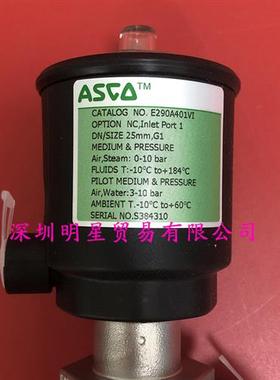 ASCO™
CATALOG NO. E290A401VI
OPTION NC,Inlet Port 1
DN/SIZE 25mm,G1
MEDIUM & PRESSURE
Air,Steam: 0-10 bar
FLUIDS T:-10°C to+184°C
PILOT MEDIUM & PRESSURE
Air,Water:3-10 bar
AMBIENT T.-10°C to+60°C
SERIAL NO.S384310
深圳明星贸易有限公司